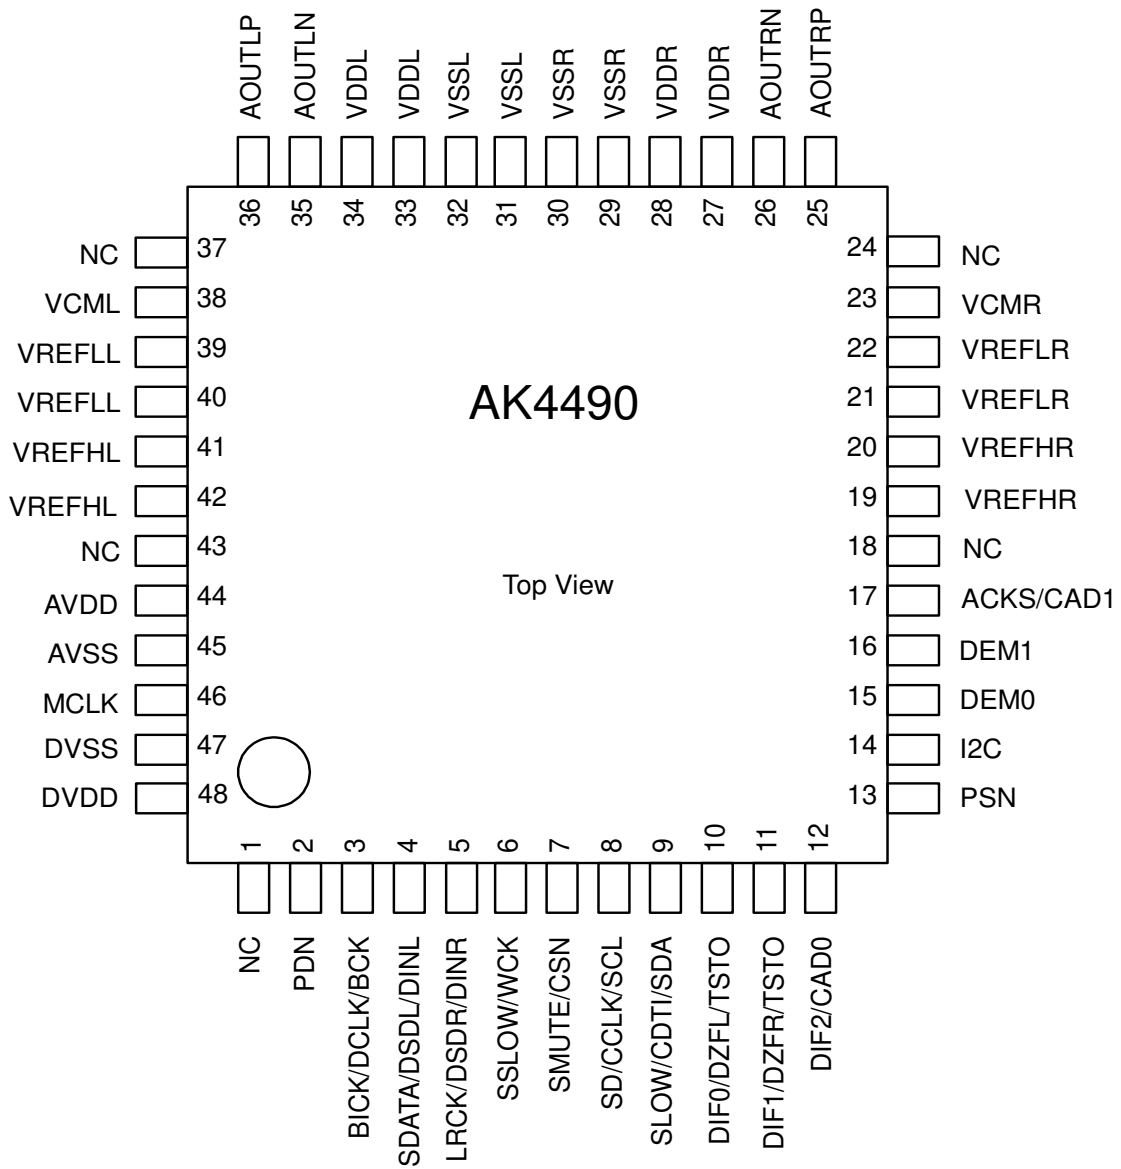 AOUTLP
AOUTLN
VDDL
VDDL
VSSL
VSSL
VSSR
VSSR
VDDR
VDDR
AOUTRN
AOUTRP
36
35
34
33
32
31
30
29
28
27
26
25
NC 37
24 NC
VCML 38
23 VCMR
VREFLL 39
22 VREFLR
VREFLL 40
21 VREFLR
VREFHL 41
20 VREFHR
VREFHL 42
19 VREFHR
NC 43
18 NC
AVDD 44
17 ACKS/CAD1
AVSS 45
16 DEM1
MCLK 46
15 DEM0
DVSS 47
14 I2C
DVDD 48
13 PSN
AK4490
Top View
1
2
3
4
5
6
7
8
9
10
11
12
NC
PDN
BICK/DCLK/BCK
SDATA/DSDL/DINL
LRCK/DSDR/DINR
SSLOW/WCK
SMUTE/CSN
SD/CCLK/SCL
SLOW/CDTI/SDA
DIF0/DZFL/TSTO
DIF1/DZFR/TSTO
DIF2/CAD0